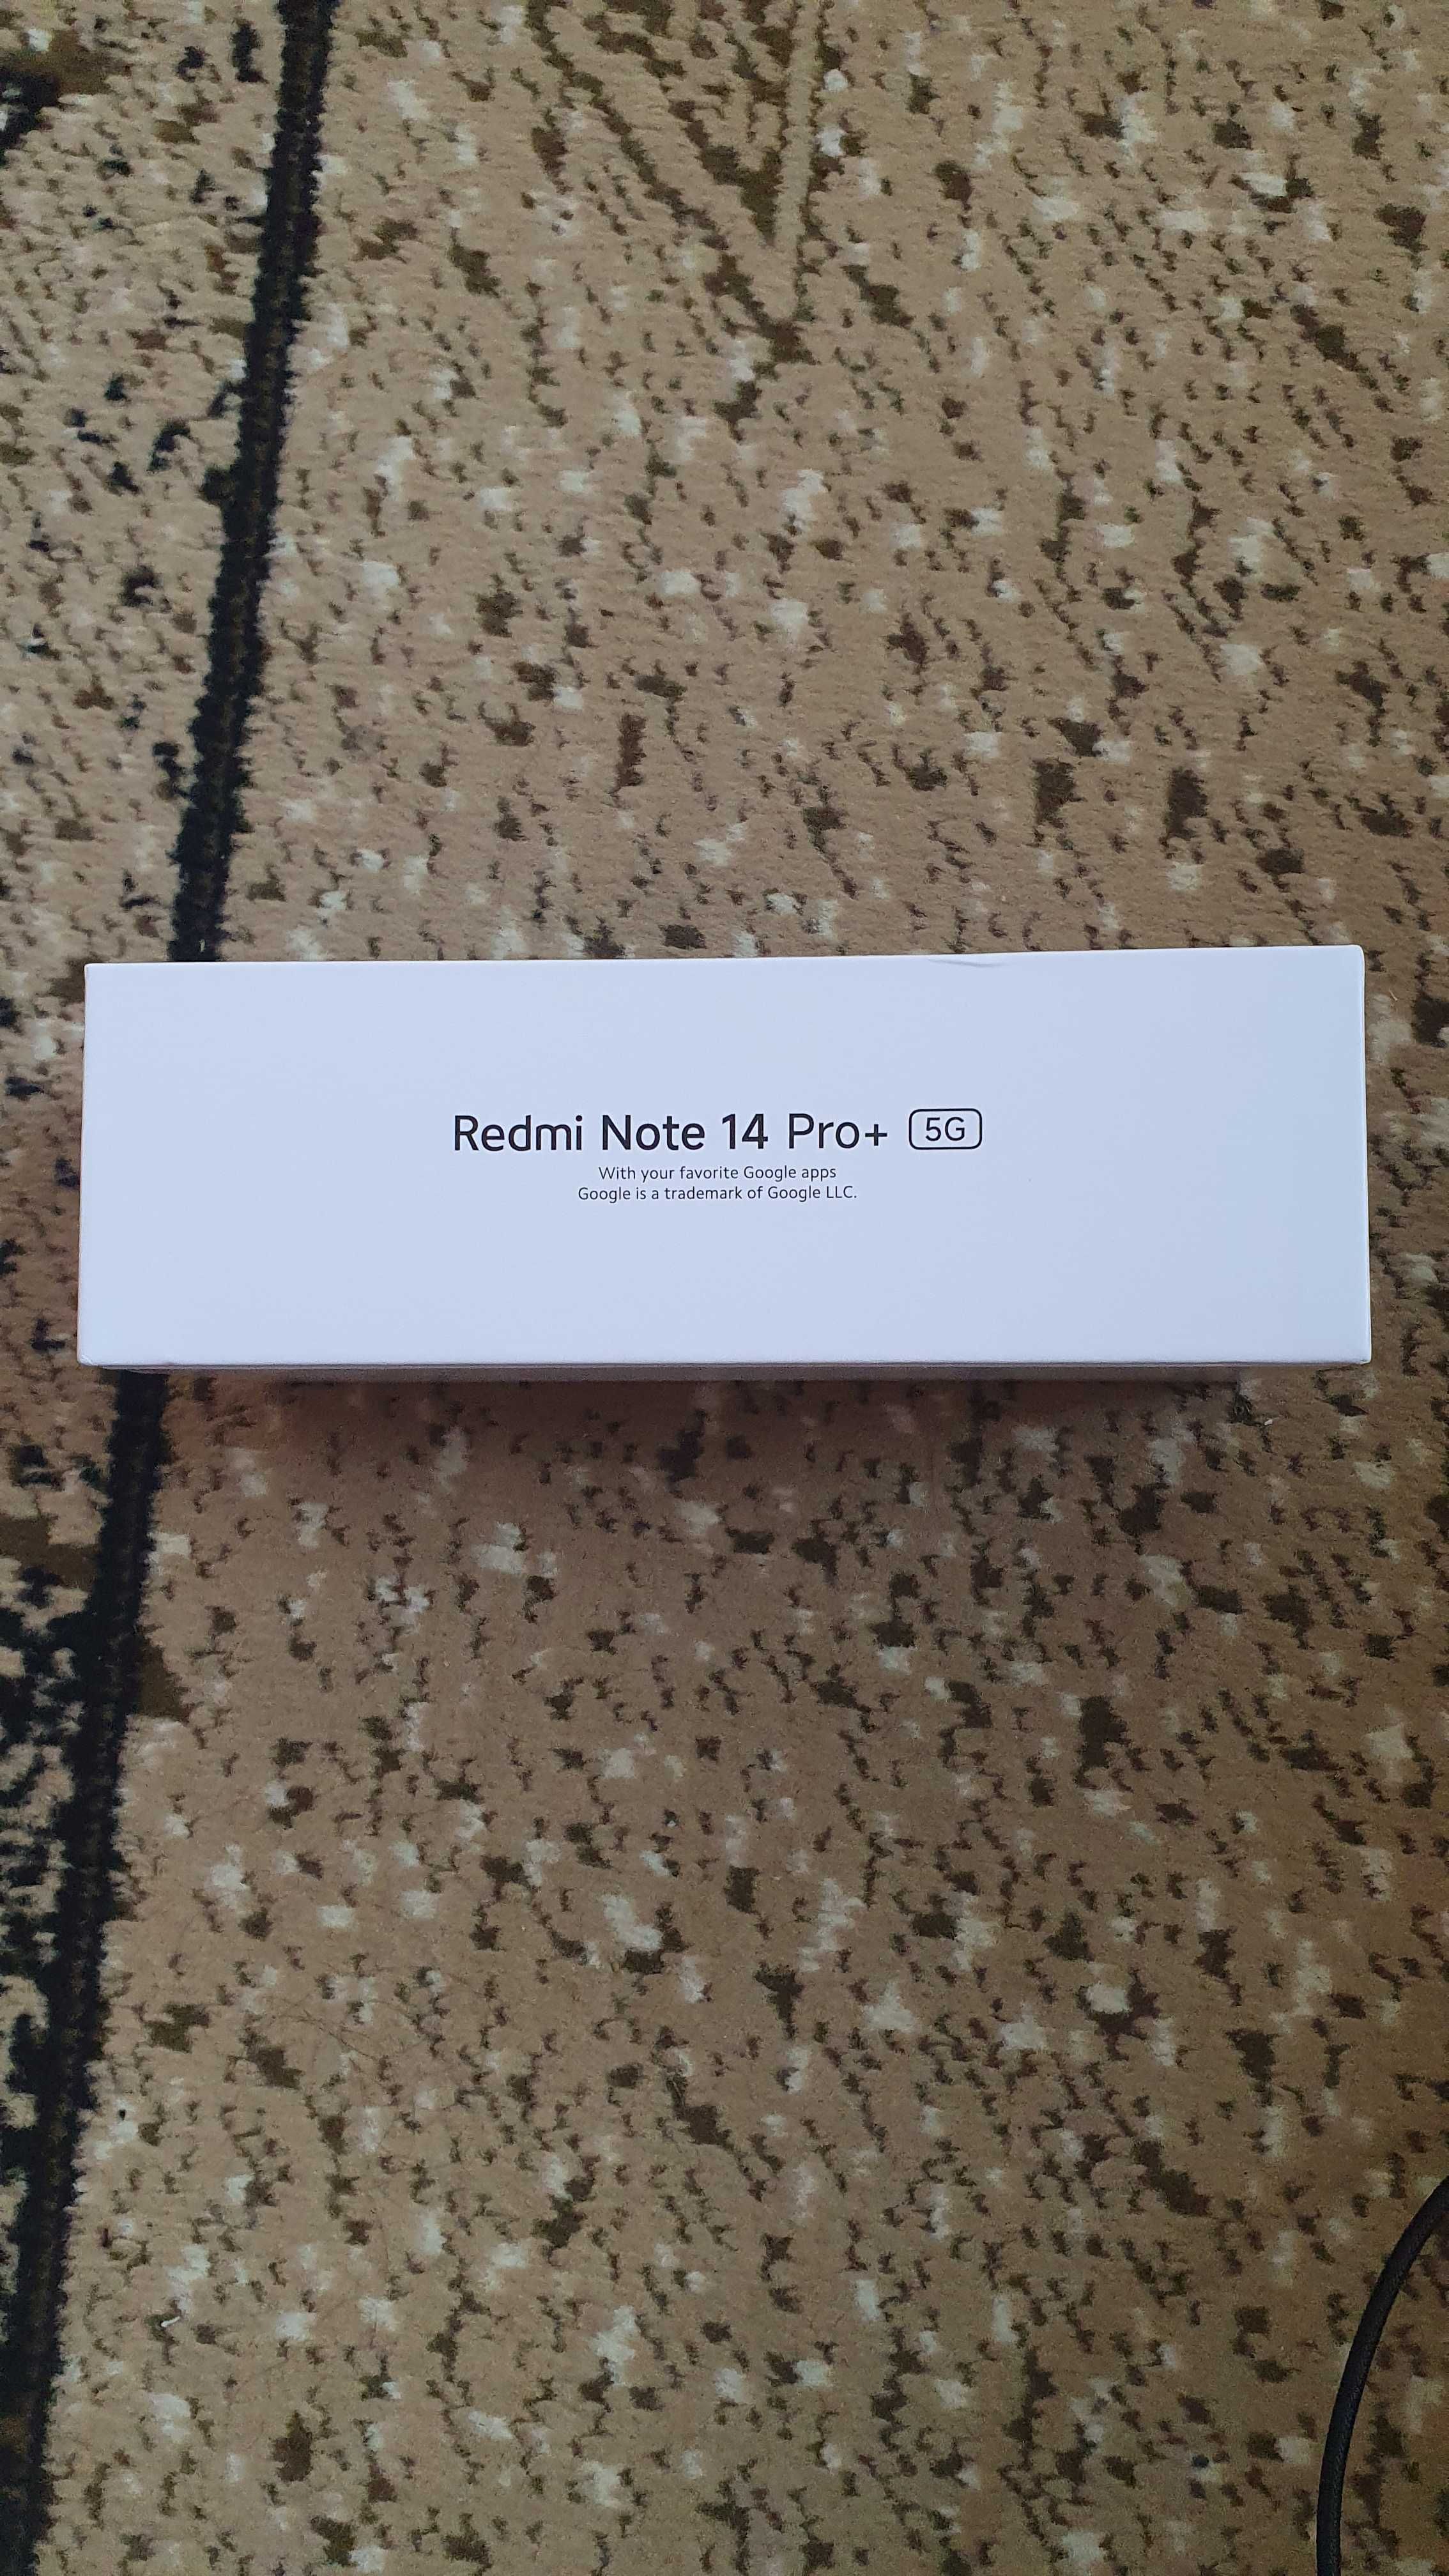 Redmi Note 14 Pro+ 5G
With your favorite Google apps
Google is a trademark of Google LLC.